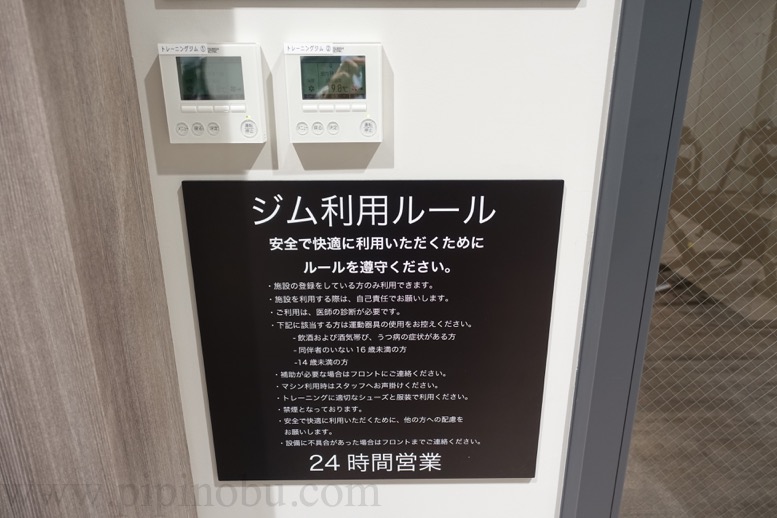 トレーニングジム ①
トレーニングジム ②
ジム利用ルール
安全で快適に利用いただくために
ルールを遵守ください。
・施設の登録をしている方のみ利用できます。
・施設を利用する際は、自己責任でお願いします。
・ご利用は、医師の診断が必要です。
・下記に該当する方は運動器具の使用をお控えください。
-飲酒および酒気帯び、うつ病の症状がある方
-同伴者のいない16歳未満の方
-14歳未満の方
・補助が必要な場合はフロントにご連絡ください。
・マシン利用時はスタッフへお声掛けください。
・トレーニングに適切なシューズと服装で利用ください。
・禁煙となっております。
・安全で快適に利用いただくために、他の方への配慮を
お願いします。
・設備に不具合があった場合はフロントまでご連絡ください。
24時間営業
www.pipinobu.com